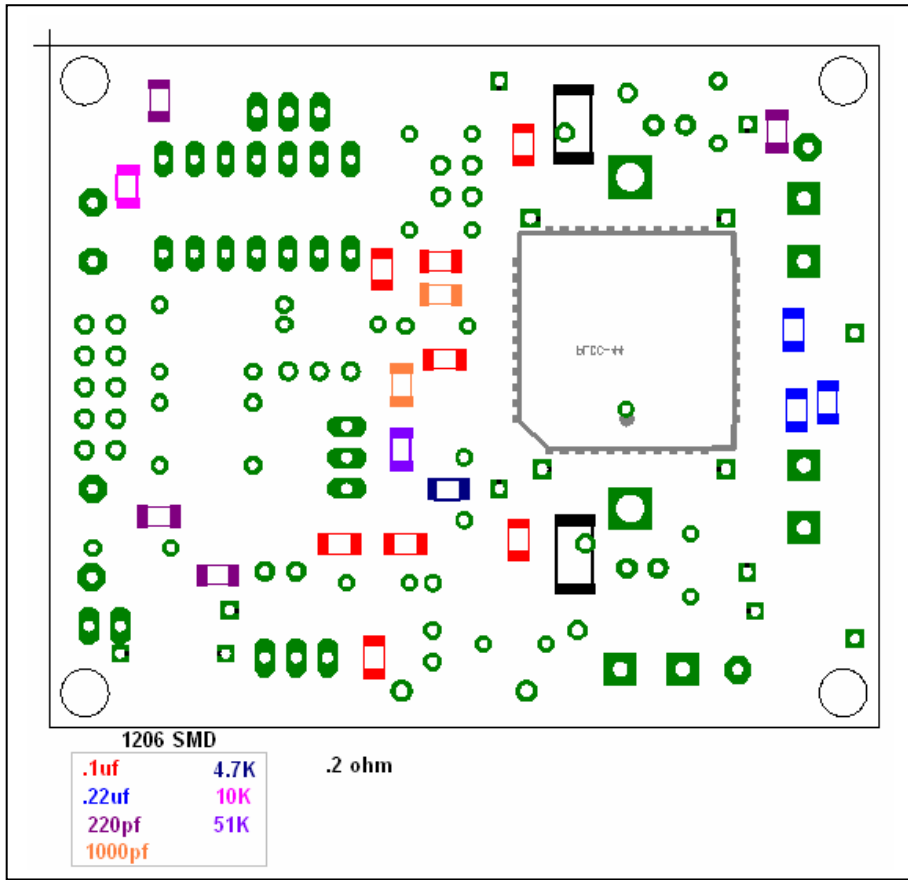 PLCC-44
1206 SMD
.1uf 4.7K
.2 ohm
.22uf 10K
220pf 51K
1000pf